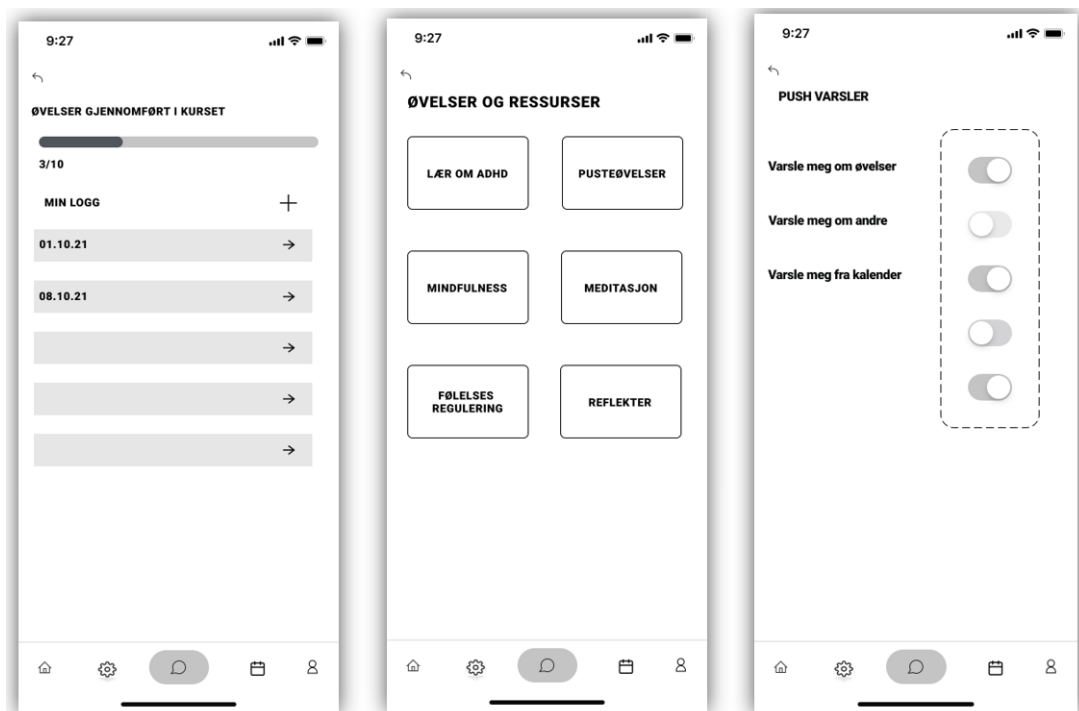 9:27
ØVELSER GJENNOMFØRT I KURSET
3/10
MIN LOGG
01.10.21
08.10.21
9:27
ØVELSER OG RESSURSER
LÆR OM ADHD
PUSTEØVELSER
MINDFULNESS
MEDITASJON
FØLELSES
REGULERING
REFLEKTER
9:27
PUSH VARSLER
Varsle meg om øvelser
Varsle meg om andre
Varsle meg fra kalender